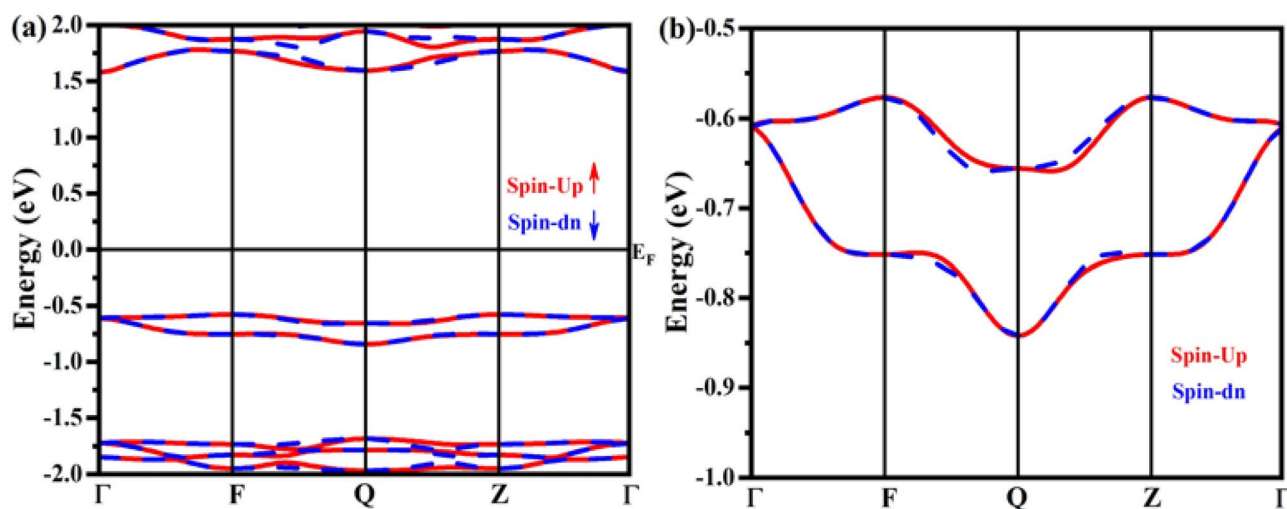 (a)
2.0
1.5
1.0
0.5
0.0
-0.5
-1.0
-1.5
-2.0
Energy (eV)
Spin-Up
Spin-dn
E_F
Γ F Q Z Γ
(b)
-0.5
-0.6
-0.7
-0.8
-0.9
-1.0
Energy (eV)
Spin-Up
Spin-dn
Γ F Q Z Γ